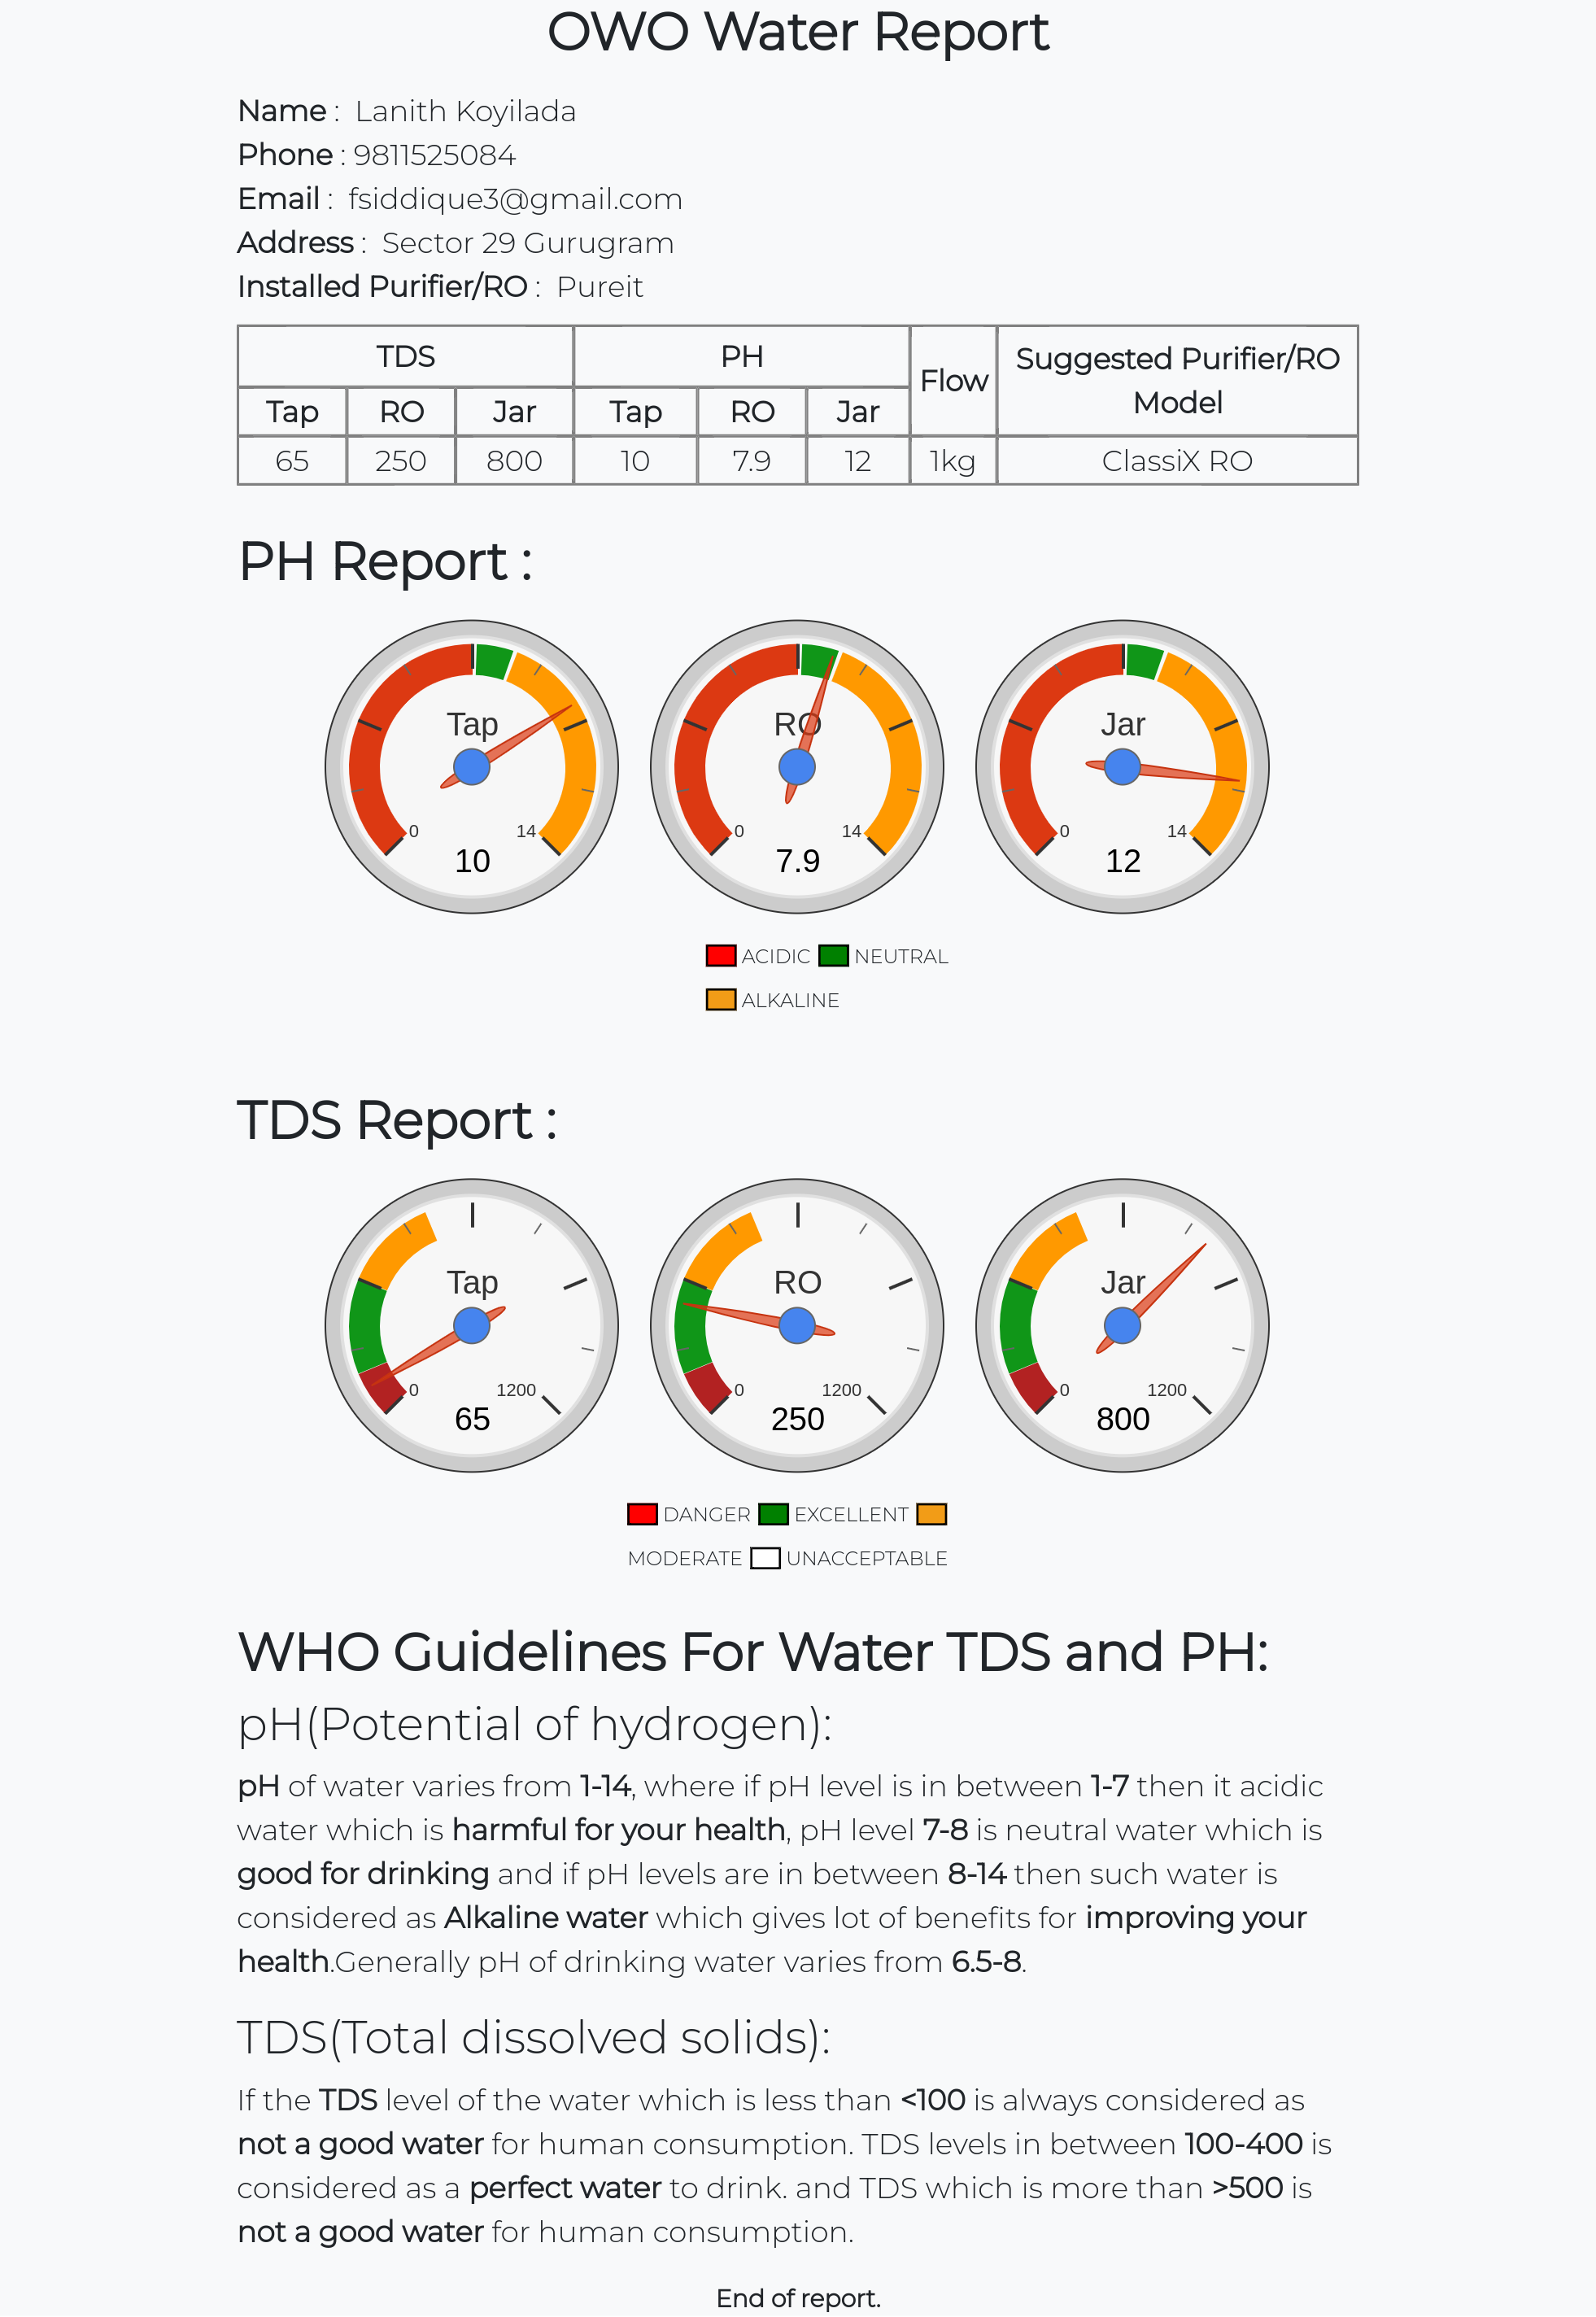 OWO Water Report
Name : Lanith Koyilada
Phone : 9811525084
Email : fsiddique3@gmail.com
Address : Sector 29 Gurugram
Installed Purifier/RO : Pureit
TDS PH Flow Suggested Purifier/RO Model
Tap RO Jar Tap RO Jar
65 250 800 10 7.9 12 1kg ClassiX RO
PH Report :
Tap RO Jar
0 14 0 14 0 14
10 7.9 12
ACIDIC NEUTRAL
ALKALINE
TDS Report :
Tap RO Jar
0 1200 0 1200 0 1200
65 250 800
DANGER EXCELLENT
MODERATE UNACCEPTABLE
WHO Guidelines For Water TDS and PH:
pH(Potential of hydrogen):
pH of water varies from 1-14, where if pH level is in between 1-7 then it acidic
water which is harmful for your health, pH level 7-8 is neutral water which is
good for drinking and if pH levels are in between 8-14 then such water is
considered as Alkaline water which gives lot of benefits for improving your
health.Generally pH of drinking water varies from 6.5-8.
TDS(Total dissolved solids):
If the TDS level of the water which is less than <100 is always considered as
not a good water for human consumption. TDS levels in between 100-400 is
considered as a perfect water to drink. and TDS which is more than >500 is
not a good water for human consumption.
End of report.